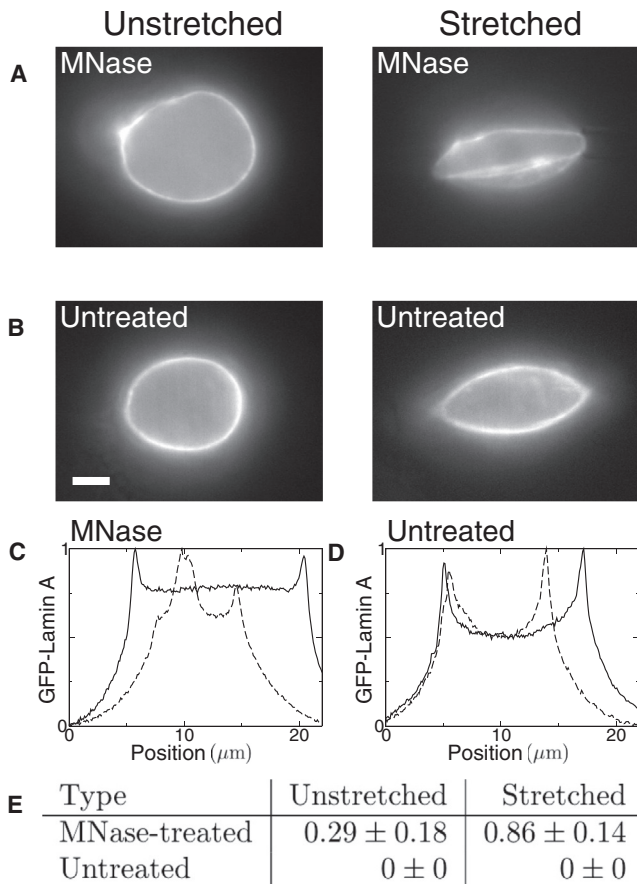 Unstretched Stretched
A MNase MNase
B Untreated Untreated
C MNase D Untreated
1 1
GFP-Lamin A GFP-Lamin A
0 0
0 10 20 0 10 20
Position (μm) Position (μm)
E Type Unstretched Stretched
MNase-treated 0.29 ± 0.18 0.86 ± 0.14
Untreated 0 ± 0 0 ± 0